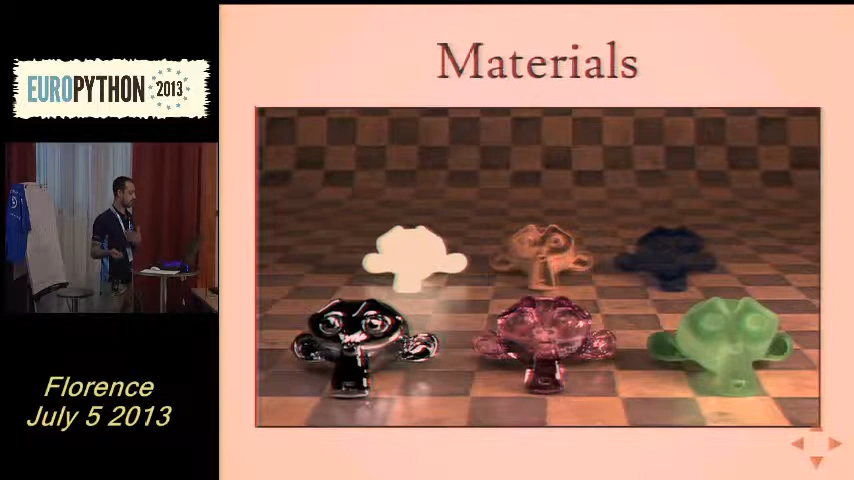 EUROPYTHON 2013
Florence
July 5 2013
Materials